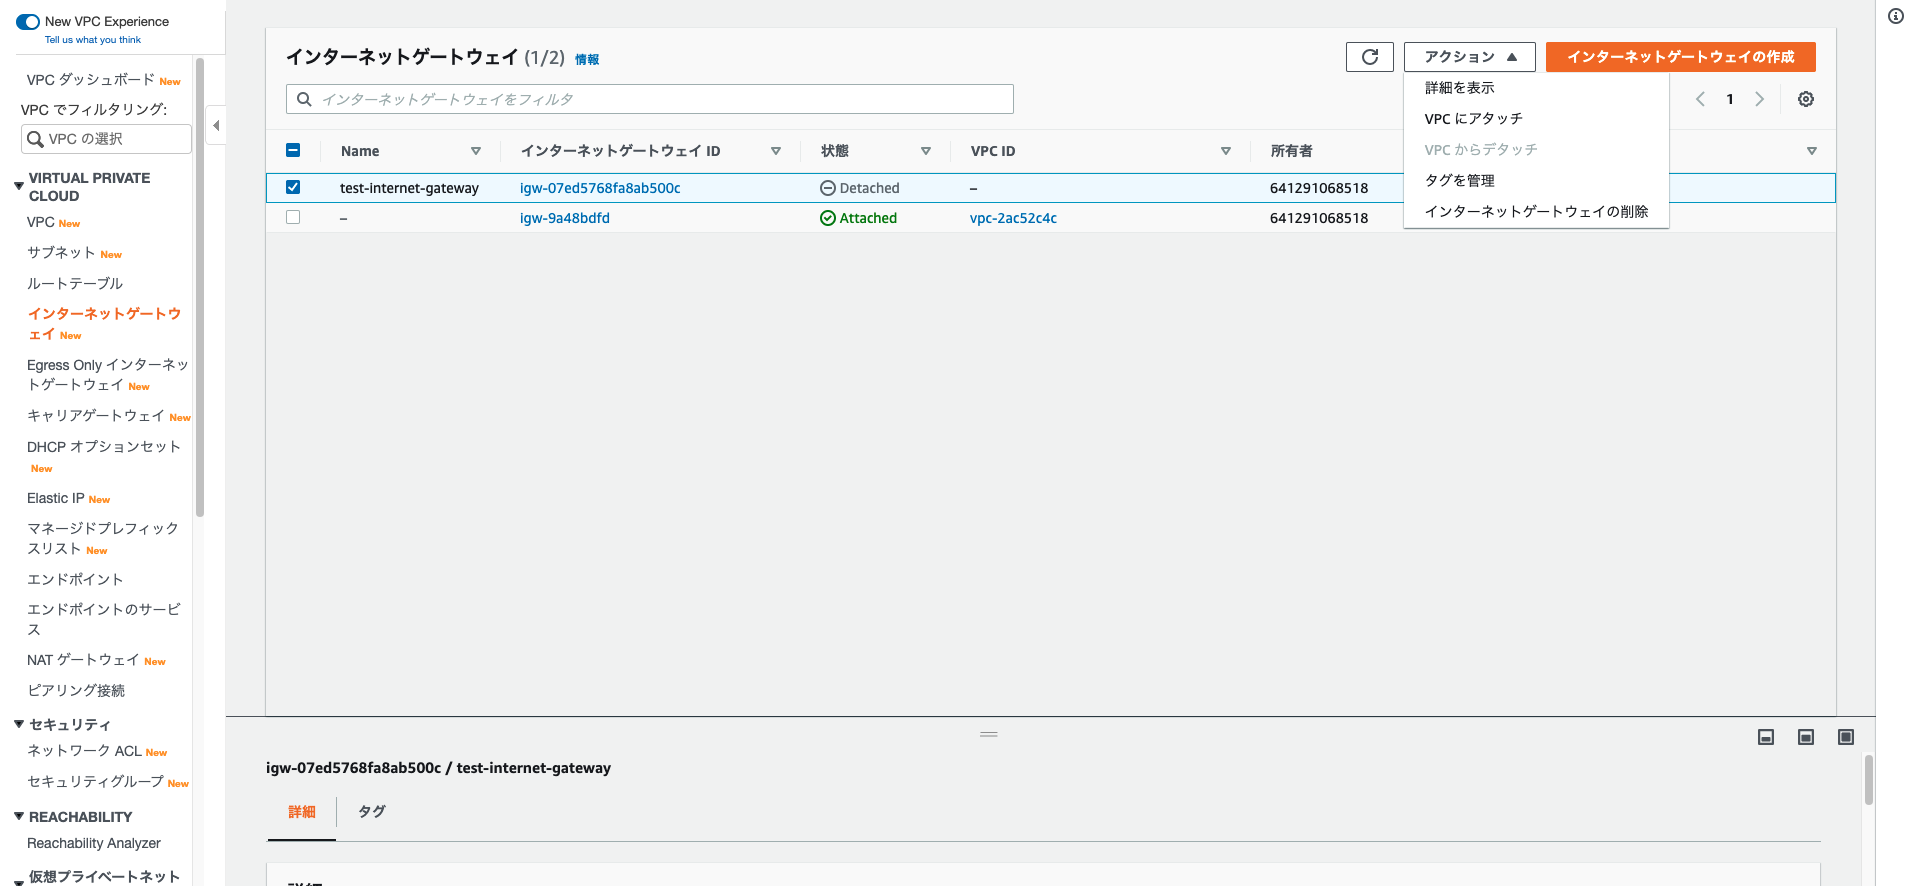 New VPC Experience
Tell us what you think
VPC ダッシュボード New
VPC でフィルタリング:
VPC の選択
VIRTUAL PRIVATE
CLOUD
VPC New
サブネット New
ルートテーブル
インターネットゲートウ
ェイ New
Egress Only インターネッ
トゲートウェイ New
キャリアゲートウェイ New
DHCP オプションセット
New
Elastic IP New
マネージドプレフィック
スリスト New
エンドポイント
エンドポイントのサービ
ス
NAT ゲートウェイ New
ピアリング接続
セキュリティ
ネットワーク ACL New
セキュリティグループ New
REACHABILITY
Reachability Analyzer
仮想プライベートネット
インターネットゲートウェイ (1/2) 情報
アクション
インターネットゲートウェイの作成
インターネットゲートウェイをフィルタ
詳細を表示
VPC にアタッチ
VPC からデタッチ
タグを管理
インターネットゲートウェイの削除
1
Name インターネットゲートウェイ ID 状態 VPC ID 所有者
test-internet-gateway igw-07ed5768fa8ab500c Detached – 641291068518
– igw-9a48bdfd Attached vpc-2ac52c4c 641291068518
igw-07ed5768fa8ab500c / test-internet-gateway
詳細 タグ
詳細